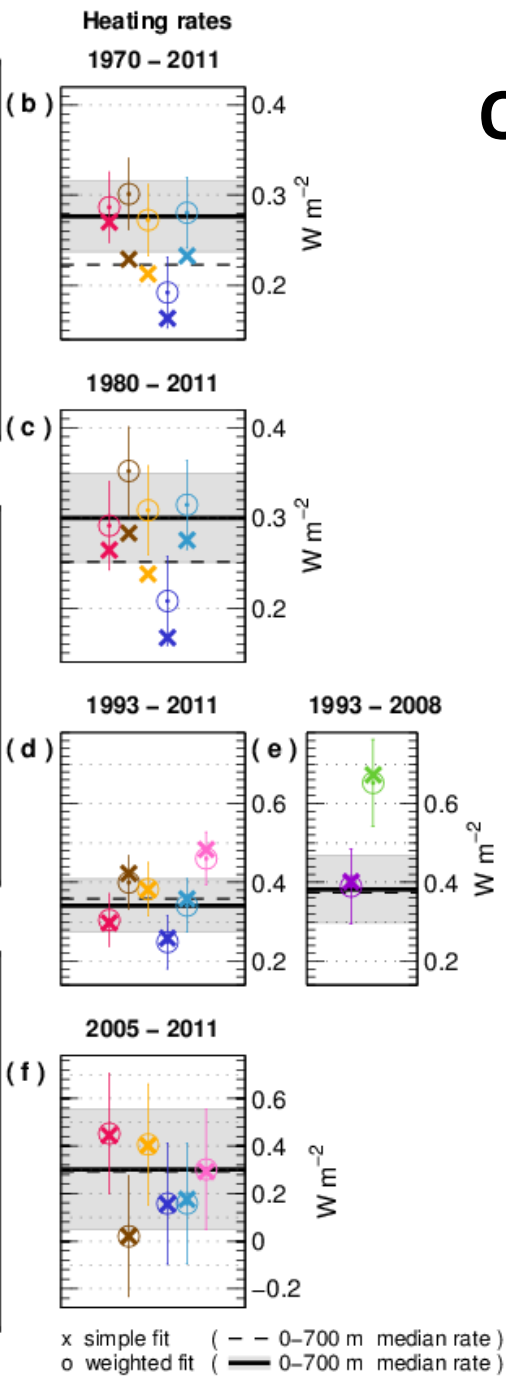 Heating rates
1970 – 2011
( b )
0.4
0.3
0.2
W m⁻²
1980 – 2011
( c )
0.4
0.3
0.2
W m⁻²
1993 – 2011
( d )
0.6
0.4
0.2
1993 – 2008
( e )
0.6
0.4
0.2
W m⁻²
2005 – 2011
( f )
0.6
0.4
0.2
0
−0.2
W m⁻²
x simple fit ( – – 0–700 m median rate )
o weighted fit ( — 0–700 m median rate )